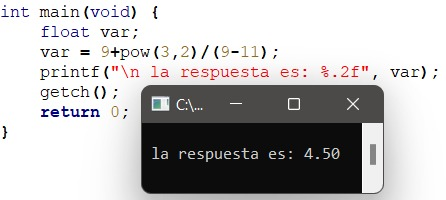 int main(void) {
float var;
var = 9+pow(3,2)/(9-11);
printf("\n la respuesta es: %.2f", var);
getch();
return 0;
}
C:\...
la respuesta es: 4.50